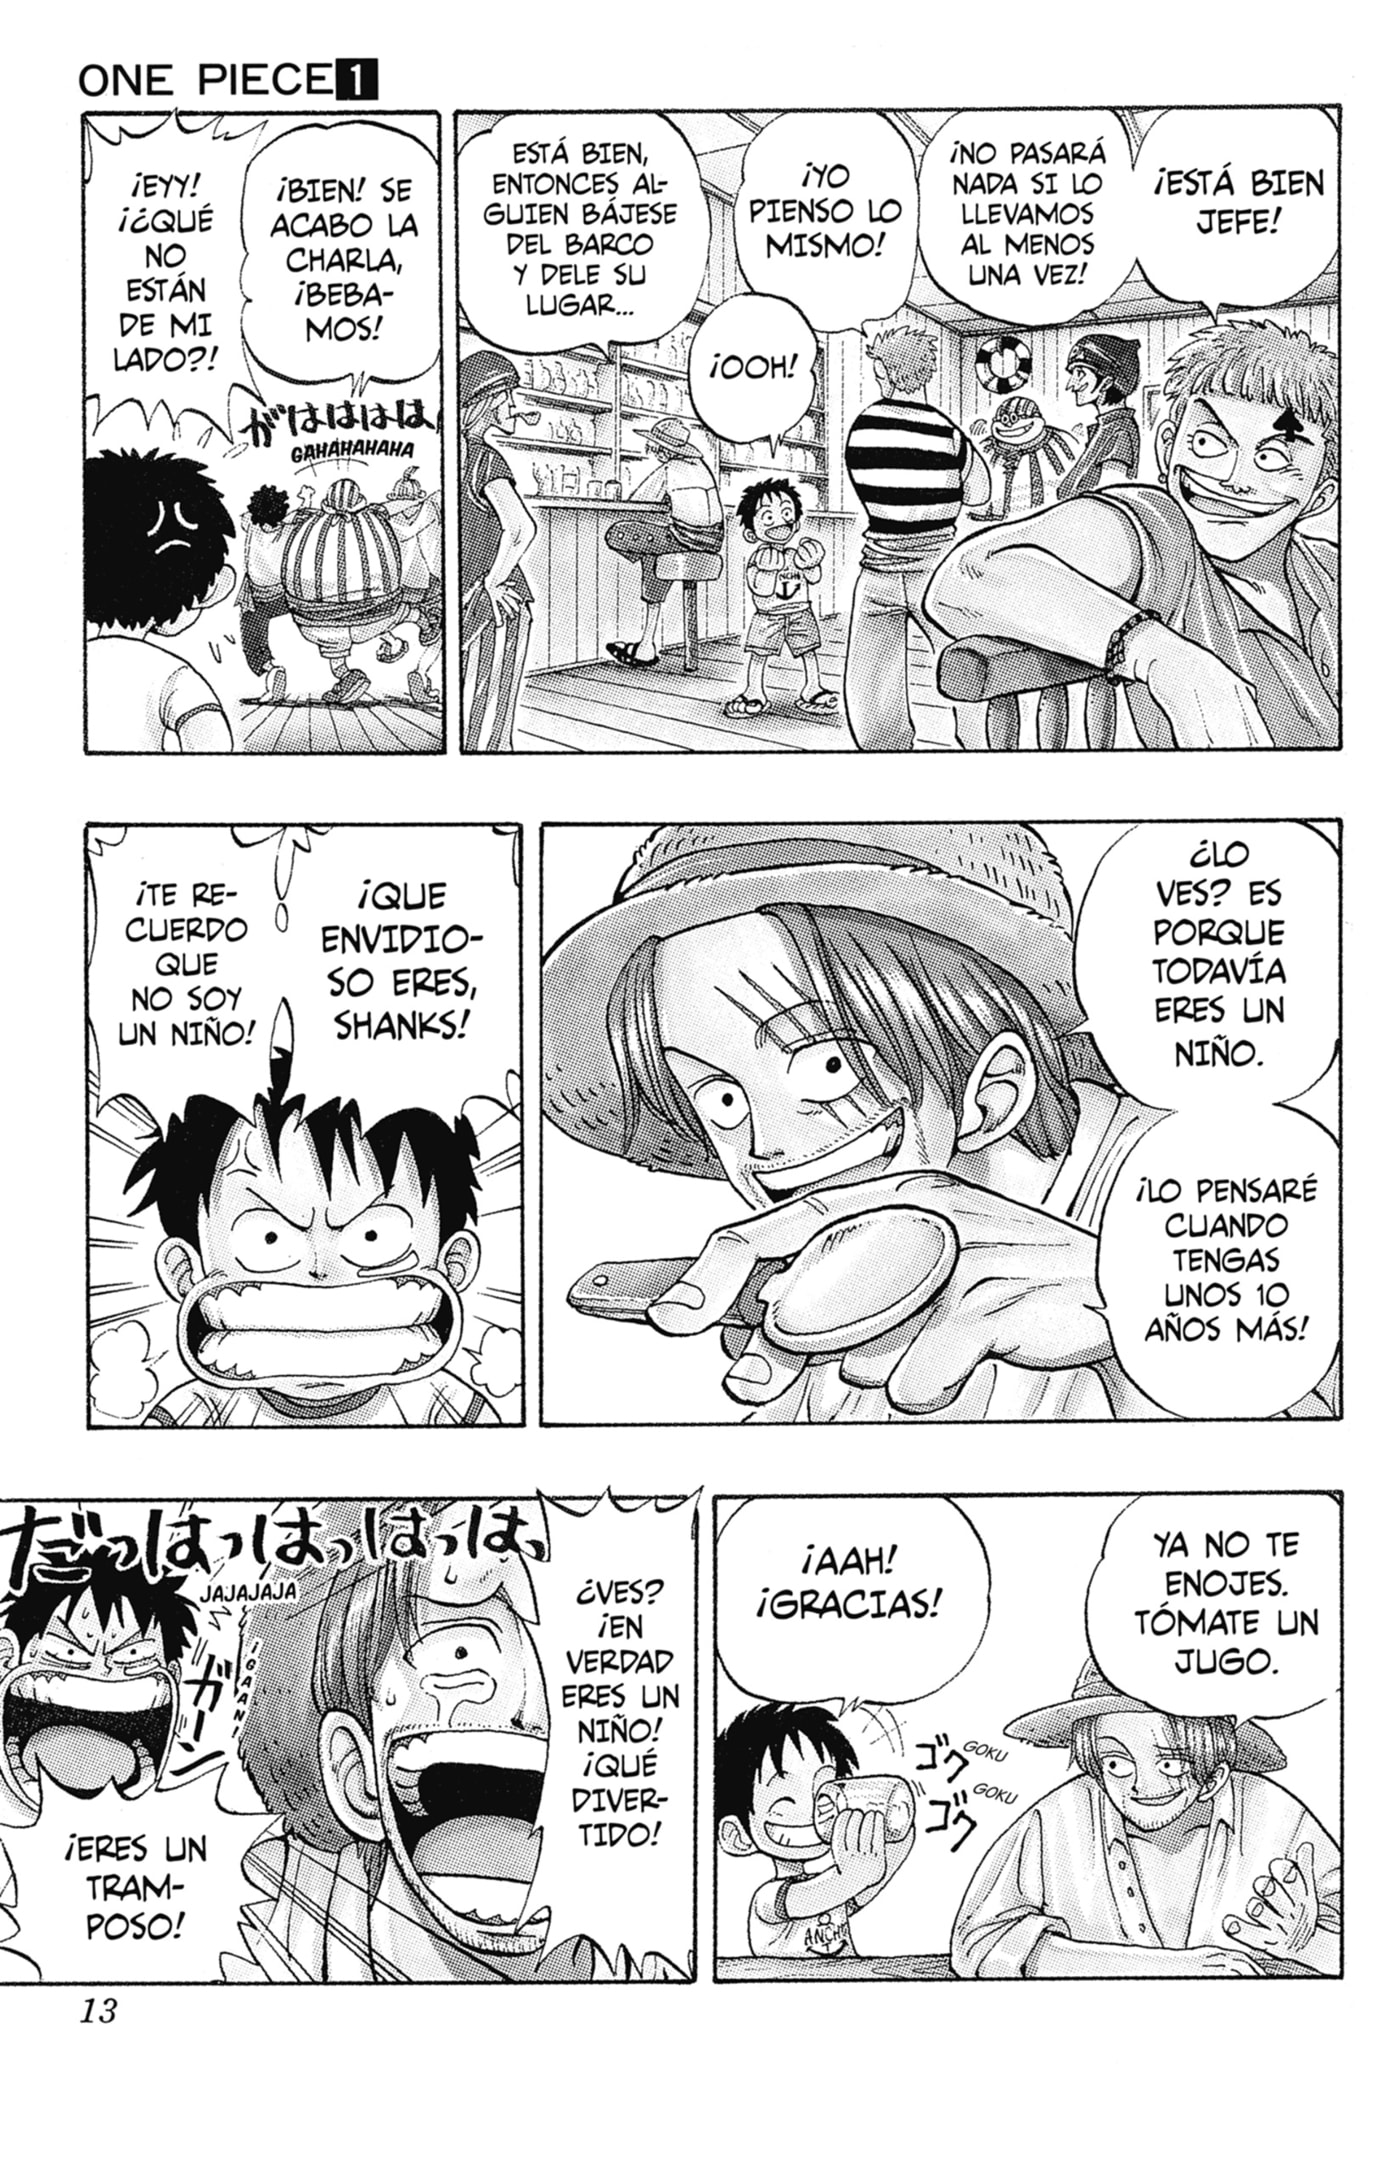 ONE PIECE 1
¡ESTÁ BIEN
JEFE!
¡NO PASARÁ
NADA SI LO
LLEVAMOS
AL MENOS
UNA VEZ!
¡YO
PIENSO LO
MISMO!
¡OOH!
ESTÁ BIEN,
ENTONCES AL-
GUIEN BÁJESE
DEL BARCO
Y DELE SU
LUGAR...
NCHO
¡BIEN! SE
ACABO LA
CHARLA,
¡BEBA-
MOS!
がはははは
GAHAHAHAHA
¡EYY!
¡¿QUÉ
NO
ESTÁN
DE MI
LADO?!
¿LO
VES? ES
PORQUE
TODAVÍA
ERES UN
NIÑO.
¡LO PENSARÉ
CUANDO
TENGAS
UNOS 10
AÑOS MÁS!
¡QUE
ENVIDIO-
SO ERES,
SHANKS!
¡TE RE-
CUERDO
QUE
NO SOY
UN NIÑO!
YA NO TE
ENOJES.
TÓMATE UN
JUGO.
¡AAH!
¡GRACIAS!
ゴク
GOKU
ゴク
GOKU
ANCHO
¿VES?
¡EN
VERDAD
ERES UN
NIÑO!
¡QUÉ
DIVER-
TIDO!
だっはっはっはっは、
JAJAJAJA
ガーン
¡GAAN!
¡ERES UN
TRAM-
POSO!
13